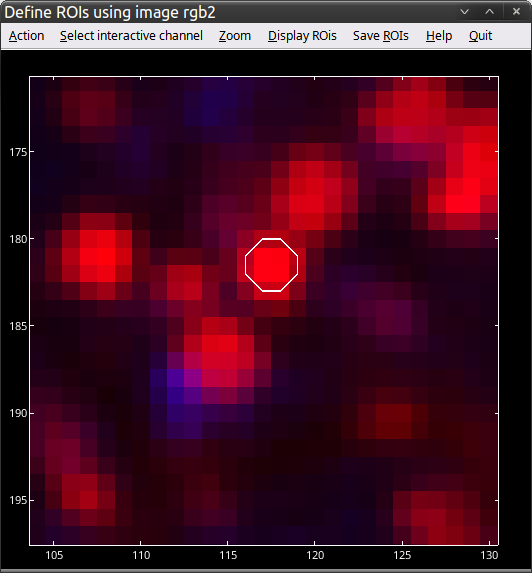 Define ROIs using image rgb2
Action Select interactive channel Zoom Display ROis Save ROIs Help Quit
175
180
185
190
195
105 110 115 120 125 130